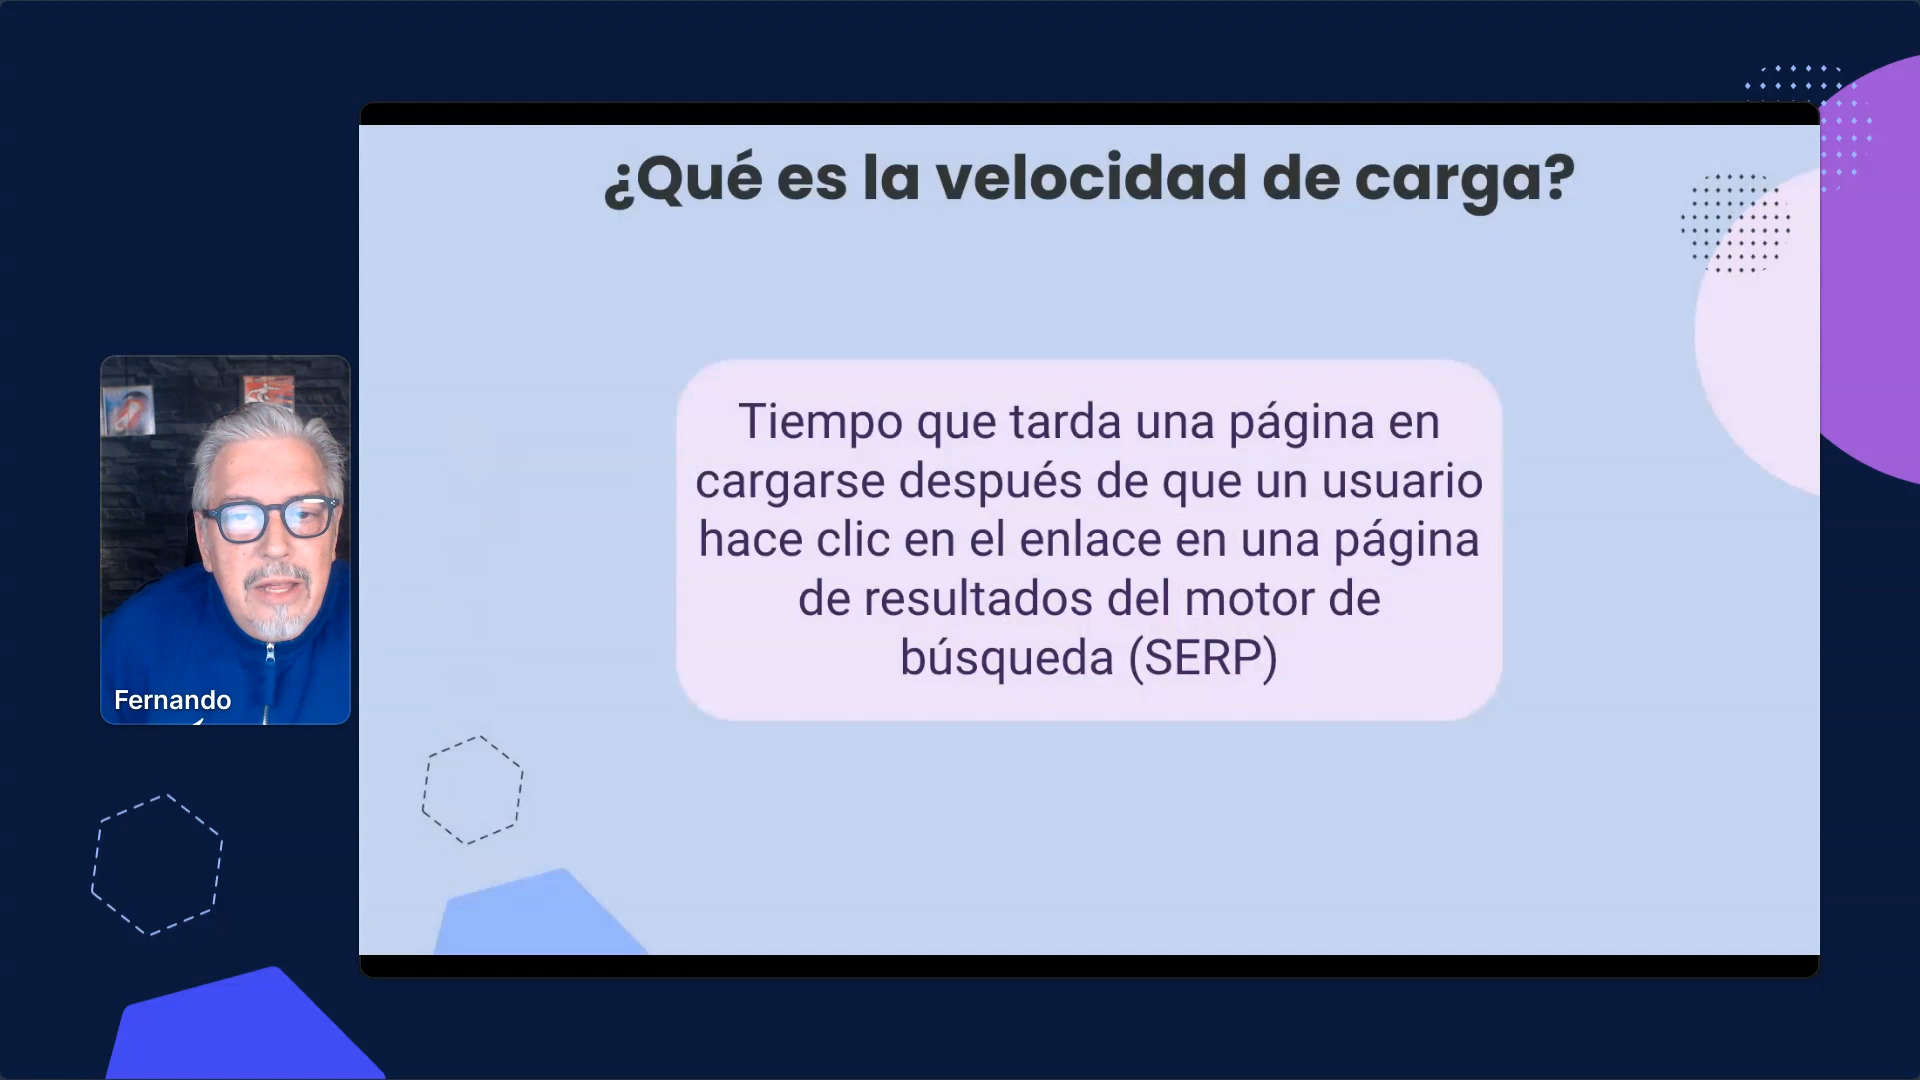 ¿Qué es la velocidad de carga?
Tiempo que tarda una página en
cargarse después de que un usuario
hace clic en el enlace en una página
de resultados del motor de
búsqueda (SERP)
Fernando